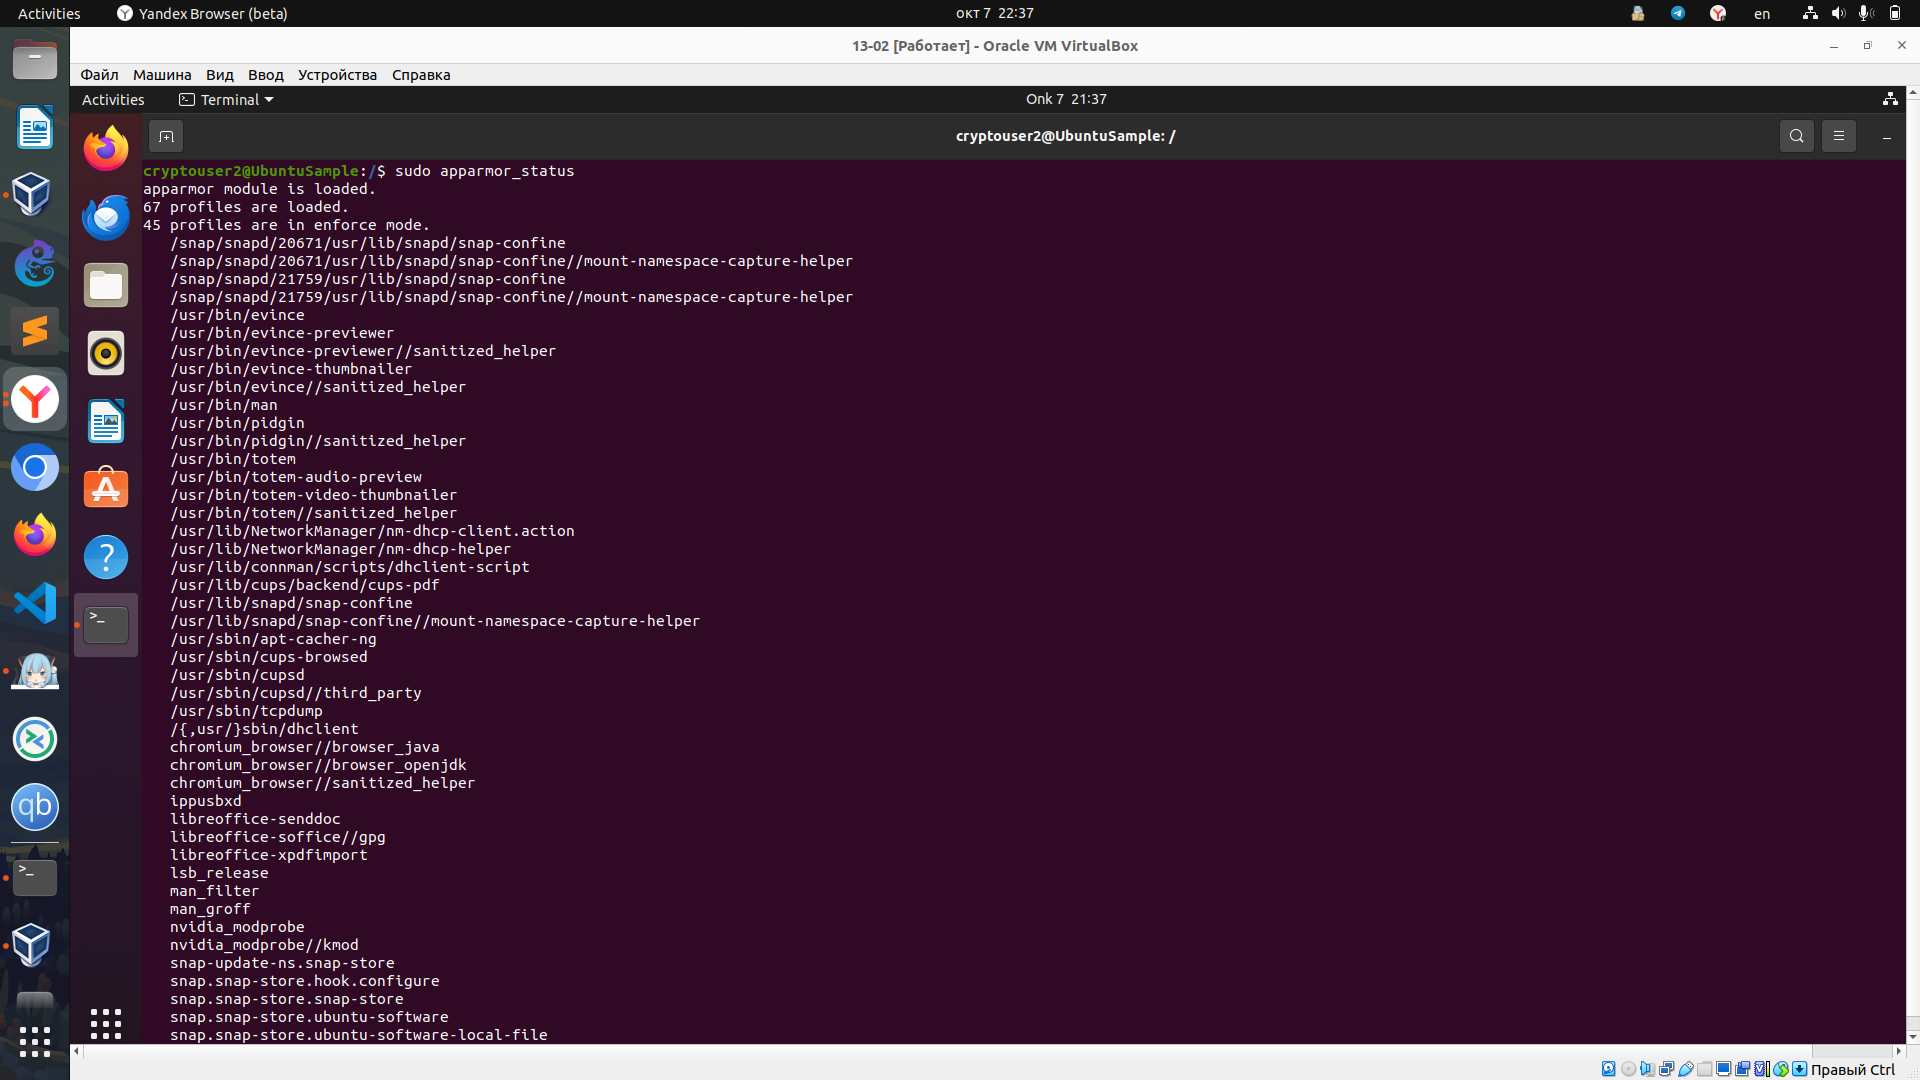 Activities Yandex Browser (beta) окт 7 22:37 en
13-02 [Работает] - Oracle VM VirtualBox
Файл Машина Вид Ввод Устройства Справка
Activities Terminal Onk 7 21:37
cryptouser2@UbuntuSample: /
cryptouser2@UbuntuSample:/$ sudo apparmor_status
apparmor module is loaded.
67 profiles are loaded.
45 profiles are in enforce mode.
/snap/snapd/20671/usr/lib/snapd/snap-confine
/snap/snapd/20671/usr/lib/snapd/snap-confine//mount-namespace-capture-helper
/snap/snapd/21759/usr/lib/snapd/snap-confine
/snap/snapd/21759/usr/lib/snapd/snap-confine//mount-namespace-capture-helper
/usr/bin/evince
/usr/bin/evince-previewer
/usr/bin/evince-previewer//sanitized_helper
/usr/bin/evince-thumbnailer
/usr/bin/evince//sanitized_helper
/usr/bin/man
/usr/bin/pidgin
/usr/bin/pidgin//sanitized_helper
/usr/bin/totem
/usr/bin/totem-audio-preview
/usr/bin/totem-video-thumbnailer
/usr/bin/totem//sanitized_helper
/usr/lib/NetworkManager/nm-dhcp-client.action
/usr/lib/NetworkManager/nm-dhcp-helper
/usr/lib/connman/scripts/dhclient-script
/usr/lib/cups/backend/cups-pdf
/usr/lib/snapd/snap-confine
/usr/lib/snapd/snap-confine//mount-namespace-capture-helper
/usr/sbin/apt-cacher-ng
/usr/sbin/cups-browsed
/usr/sbin/cupsd
/usr/sbin/cupsd//third_party
/usr/sbin/tcpdump
/{,usr/}sbin/dhclient
chromium_browser//browser_java
chromium_browser//browser_openjdk
chromium_browser//sanitized_helper
ippusbxd
libreoffice-senddoc
libreoffice-soffice//gpg
libreoffice-xpdfimport
lsb_release
man_filter
man_groff
nvidia_modprobe
nvidia_modprobe//kmod
snap-update-ns.snap-store
snap.snap-store.hook.configure
snap.snap-store.snap-store
snap.snap-store.ubuntu-software
snap.snap-store.ubuntu-software-local-file
Правый Ctrl